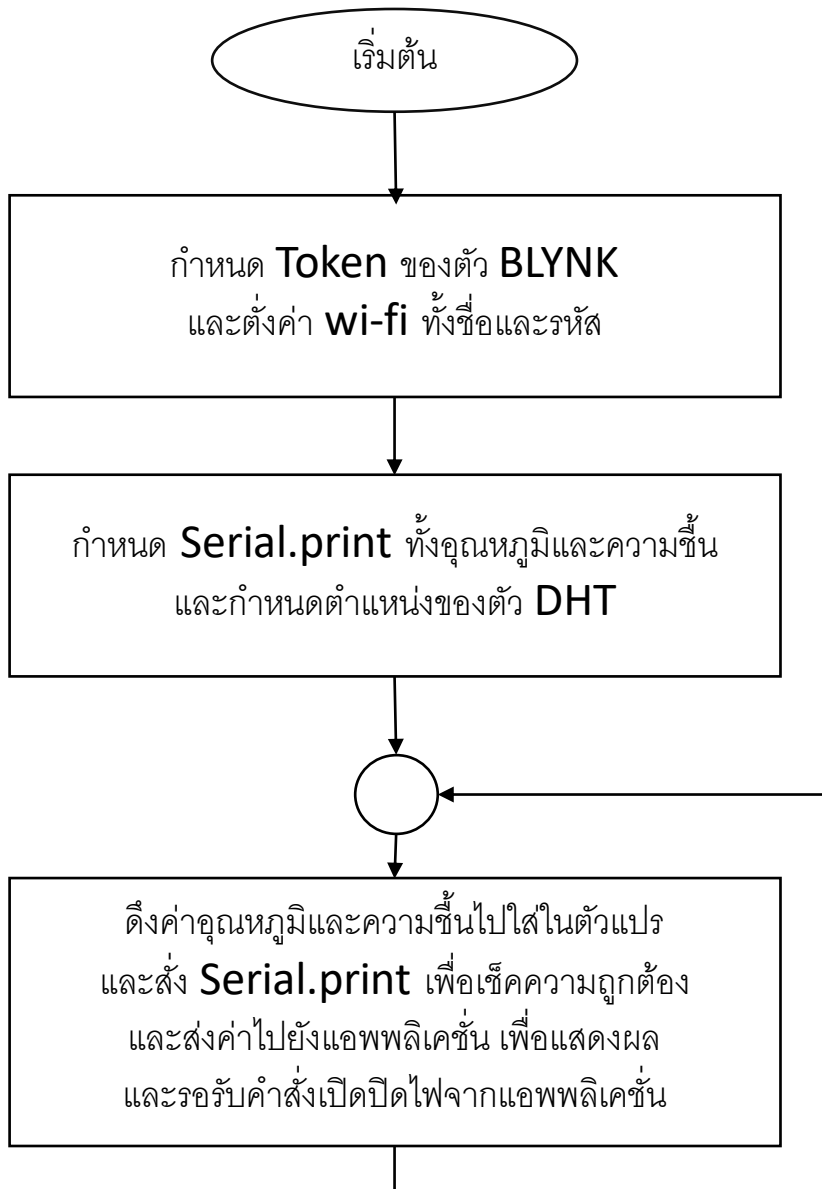 เริ่มต้น
กำหนด Token ของตัว BLYNK
และตั่งค่า wi-fi ทั้งชื่อและรหัส
กำหนด Serial.print ทั้งอุณหภูมิและความชื้น
และกำหนดตำแหน่งของตัว DHT
ดึงค่าอุณหภูมิและความชื้นไปใส่ในตัวแปร
และสั่ง Serial.print เพื่อเช็คความถูกต้อง
และส่งค่าไปยังแอพพลิเคชั่น เพื่อแสดงผล
และรอรับคำสั่งเปิดปิดไฟจากแอพพลิเคชั่น